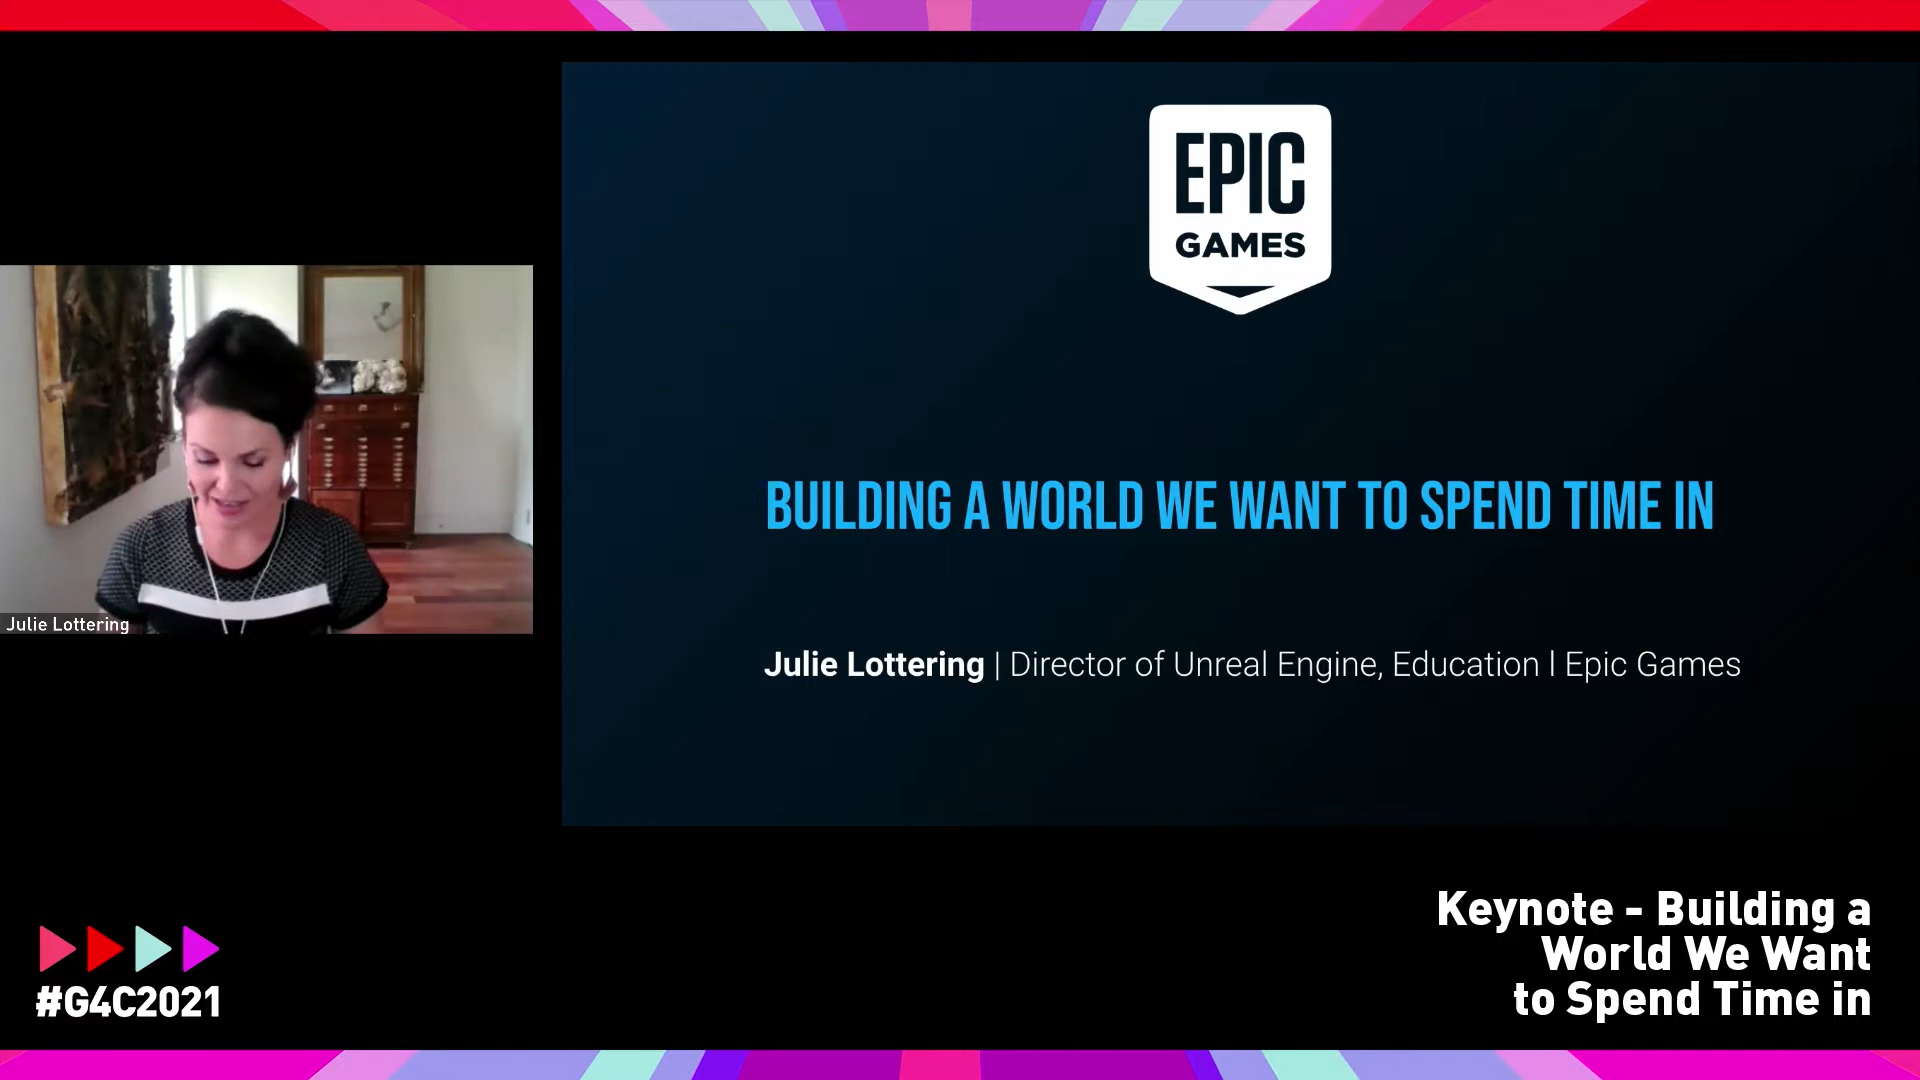 EPIC
GAMES
BUILDING A WORLD WE WANT TO SPEND TIME IN
Julie Lottering | Director of Unreal Engine, Education l Epic Games
Julie Lottering
#G4C2021
Keynote - Building a
World We Want
to Spend Time in